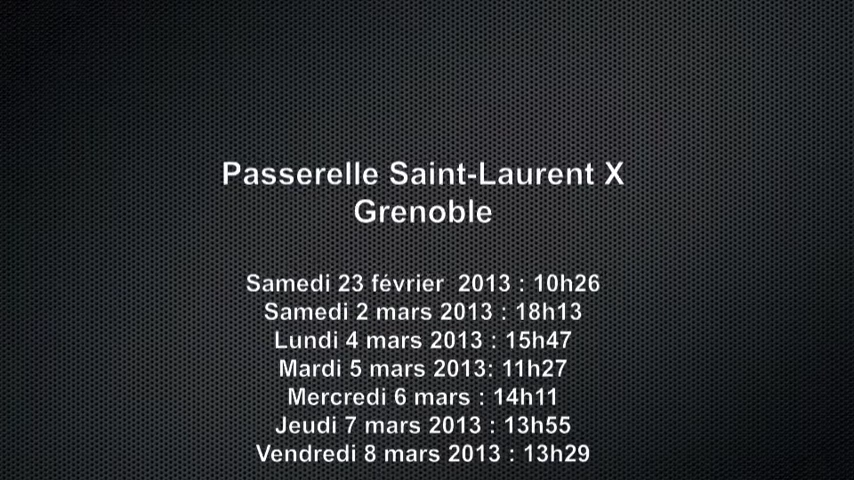 Passerelle Saint-Laurent X
Grenoble
Samedi 23 février  2013 : 10h26
Samedi 2 mars 2013 : 18h13
Lundi 4 mars 2013 : 15h47
Mardi 5 mars 2013: 11h27
Mercredi 6 mars : 14h11
Jeudi 7 mars 2013 : 13h55
Vendredi 8 mars 2013 : 13h29